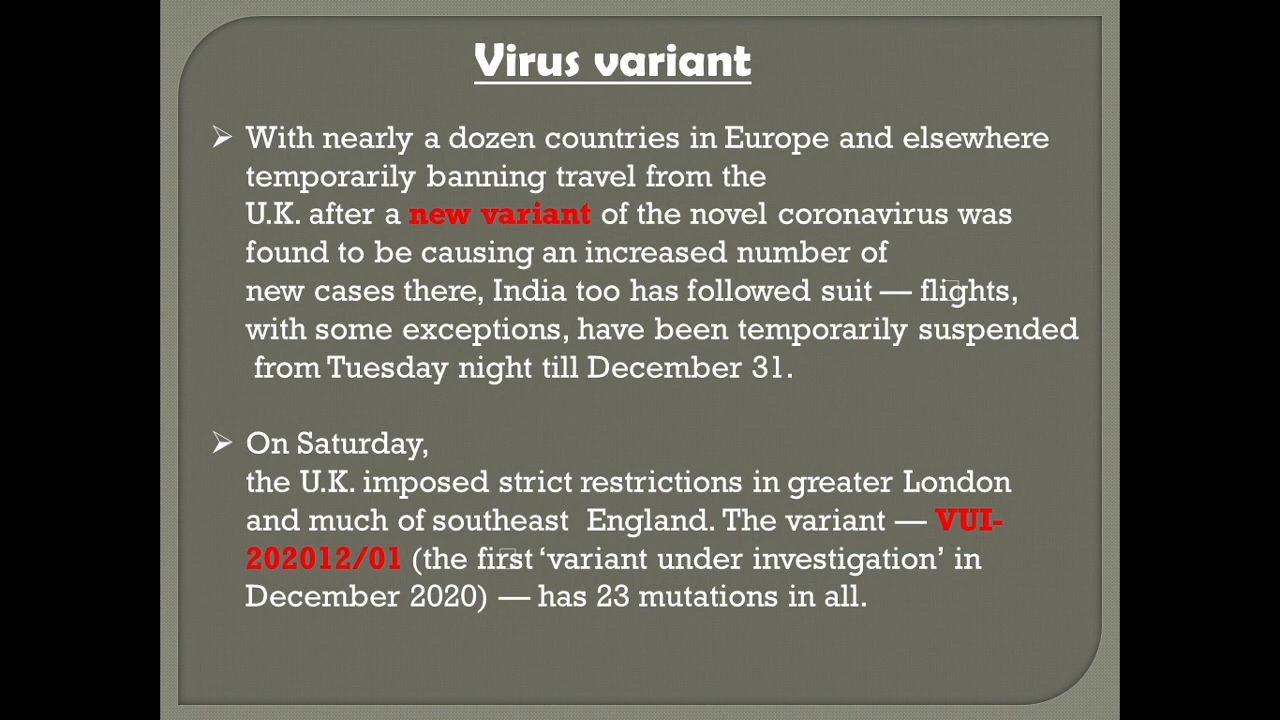 Virus variant
➢ With nearly a dozen countries in Europe and elsewhere
temporarily banning travel from the
U.K. after a new variant of the novel coronavirus was
found to be causing an increased number of
new cases there, India too has followed suit — flights,
with some exceptions, have been temporarily suspended
from Tuesday night till December 31.
➢ On Saturday,
the U.K. imposed strict restrictions in greater London
and much of southeast  England. The variant — VUI-
202012/01 (the first ‘variant under investigation’ in
December 2020) — has 23 mutations in all.